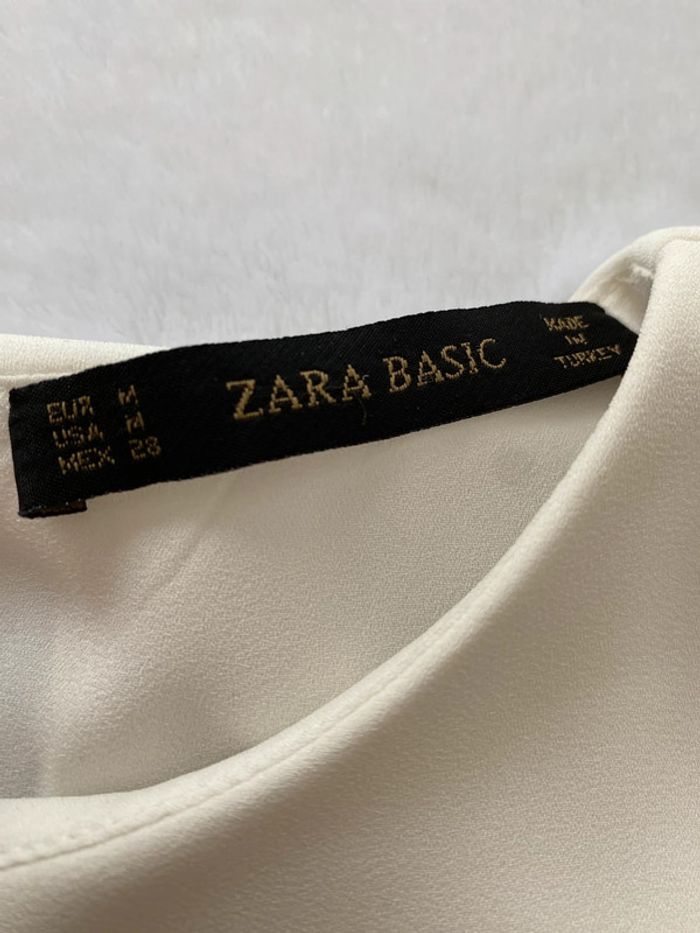 EUR M
USA M
MEX 28
ZARA BASIC
MADE
IN
TURKEY